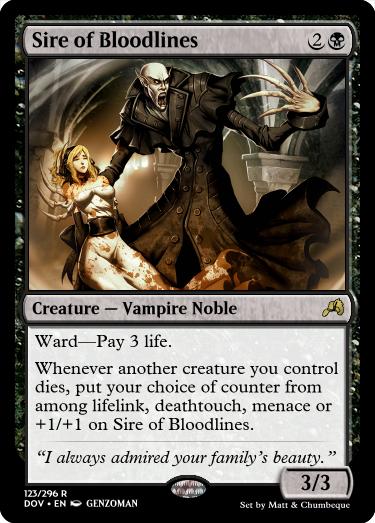 Sire of Bloodlines 2
Creature — Vampire Noble
Ward—Pay 3 life.
Whenever another creature you control
dies, put your choice of counter from
among lifelink, deathtouch, menace or
+1/+1 on Sire of Bloodlines.
“I always admired your family’s beauty.”
3/3
123/296 R
DOV • EN GENZOMAN
Set by Matt & Chumbeque